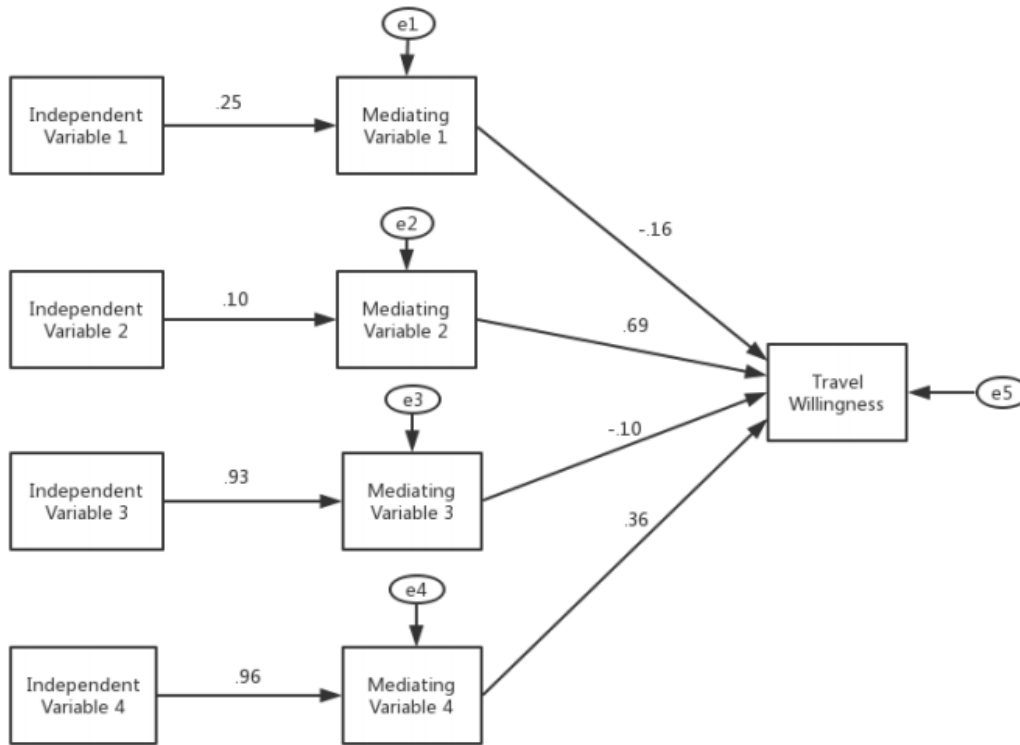 e1
Independent
Variable 1
.25
Mediating
Variable 1
-.16
e2
Independent
Variable 2
.10
Mediating
Variable 2
.69
Travel
Willingness
e5
e3
Independent
Variable 3
.93
Mediating
Variable 3
-.10
.36
e4
Independent
Variable 4
.96
Mediating
Variable 4